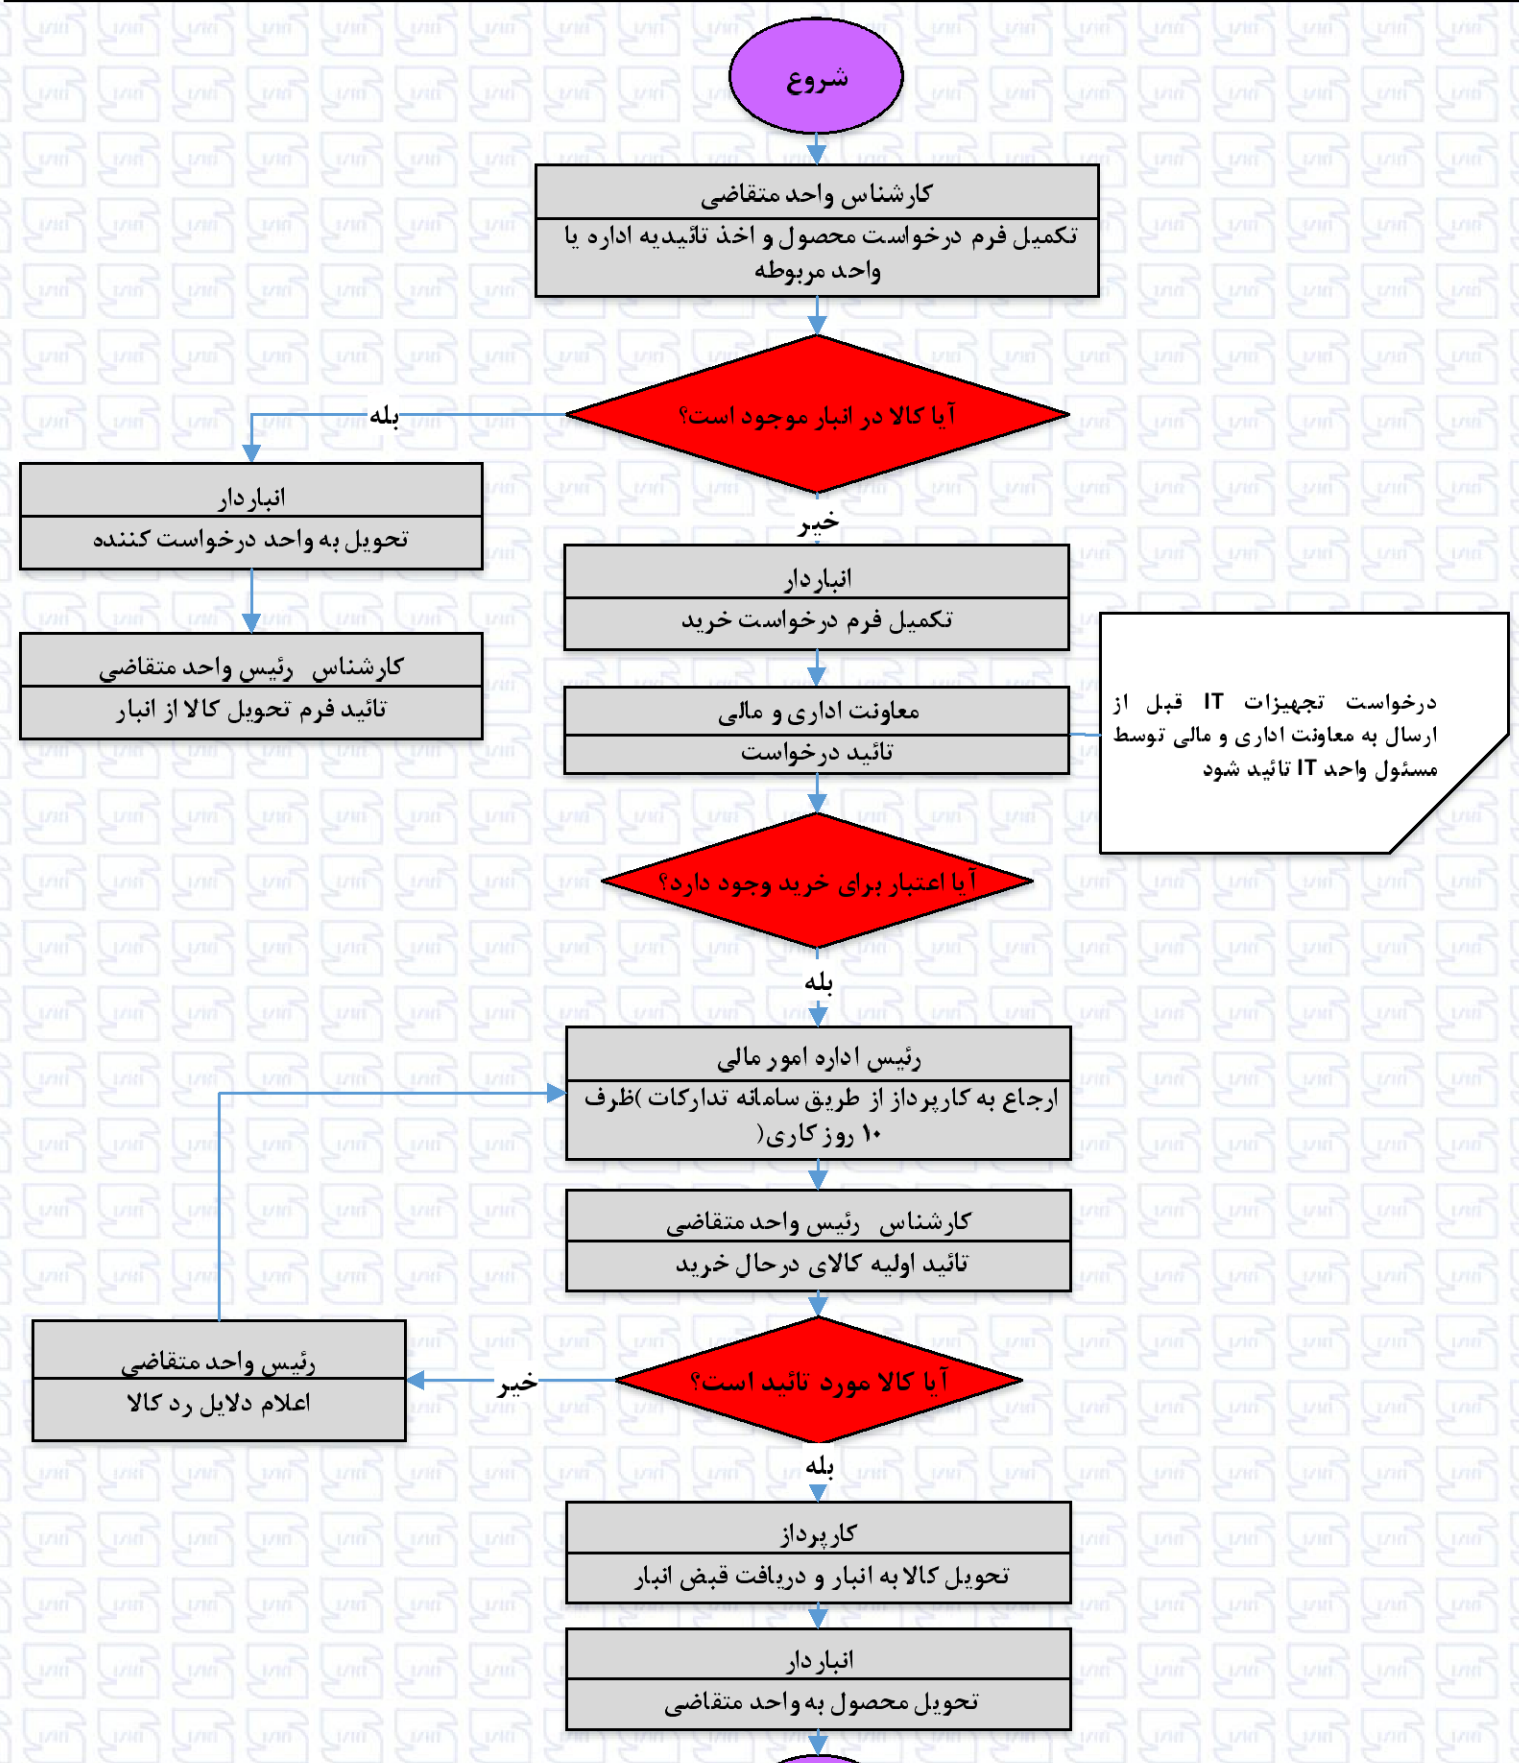 شروع
کارشناس واحد متقاضی
تکمیل فرم درخواست محصول و اخذ تائیدیه اداره یا
واحد مربوطه
آیا کالا در انبار موجود است؟
بله
خیر
انباردار
تحویل به واحد درخواست کننده
کارشناس رئیس واحد متقاضی
تائید فرم تحویل کالا از انبار
انباردار
تکمیل فرم درخواست خرید
معاونت اداری و مالی
تائید درخواست
درخواست تجهیزات IT قبل از
ارسال به معاونت اداری و مالی توسط
مسئول واحد IT تائید شود
آیا اعتبار برای خرید وجود دارد؟
بله
رئیس اداره امور مالی
ارجاع به کارپرداز از طریق سامانه تدارکات )ظرف
۱۰ روز کاری(
کارشناس رئیس واحد متقاضی
تائید اولیه کالای درحال خرید
آیا کالا مورد تائید است؟
خیر
رئیس واحد متقاضی
اعلام دلایل رد کالا
بله
کارپرداز
تحویل کالا به انبار و دریافت قبض انبار
انباردار
تحویل محصول به واحد متقاضی